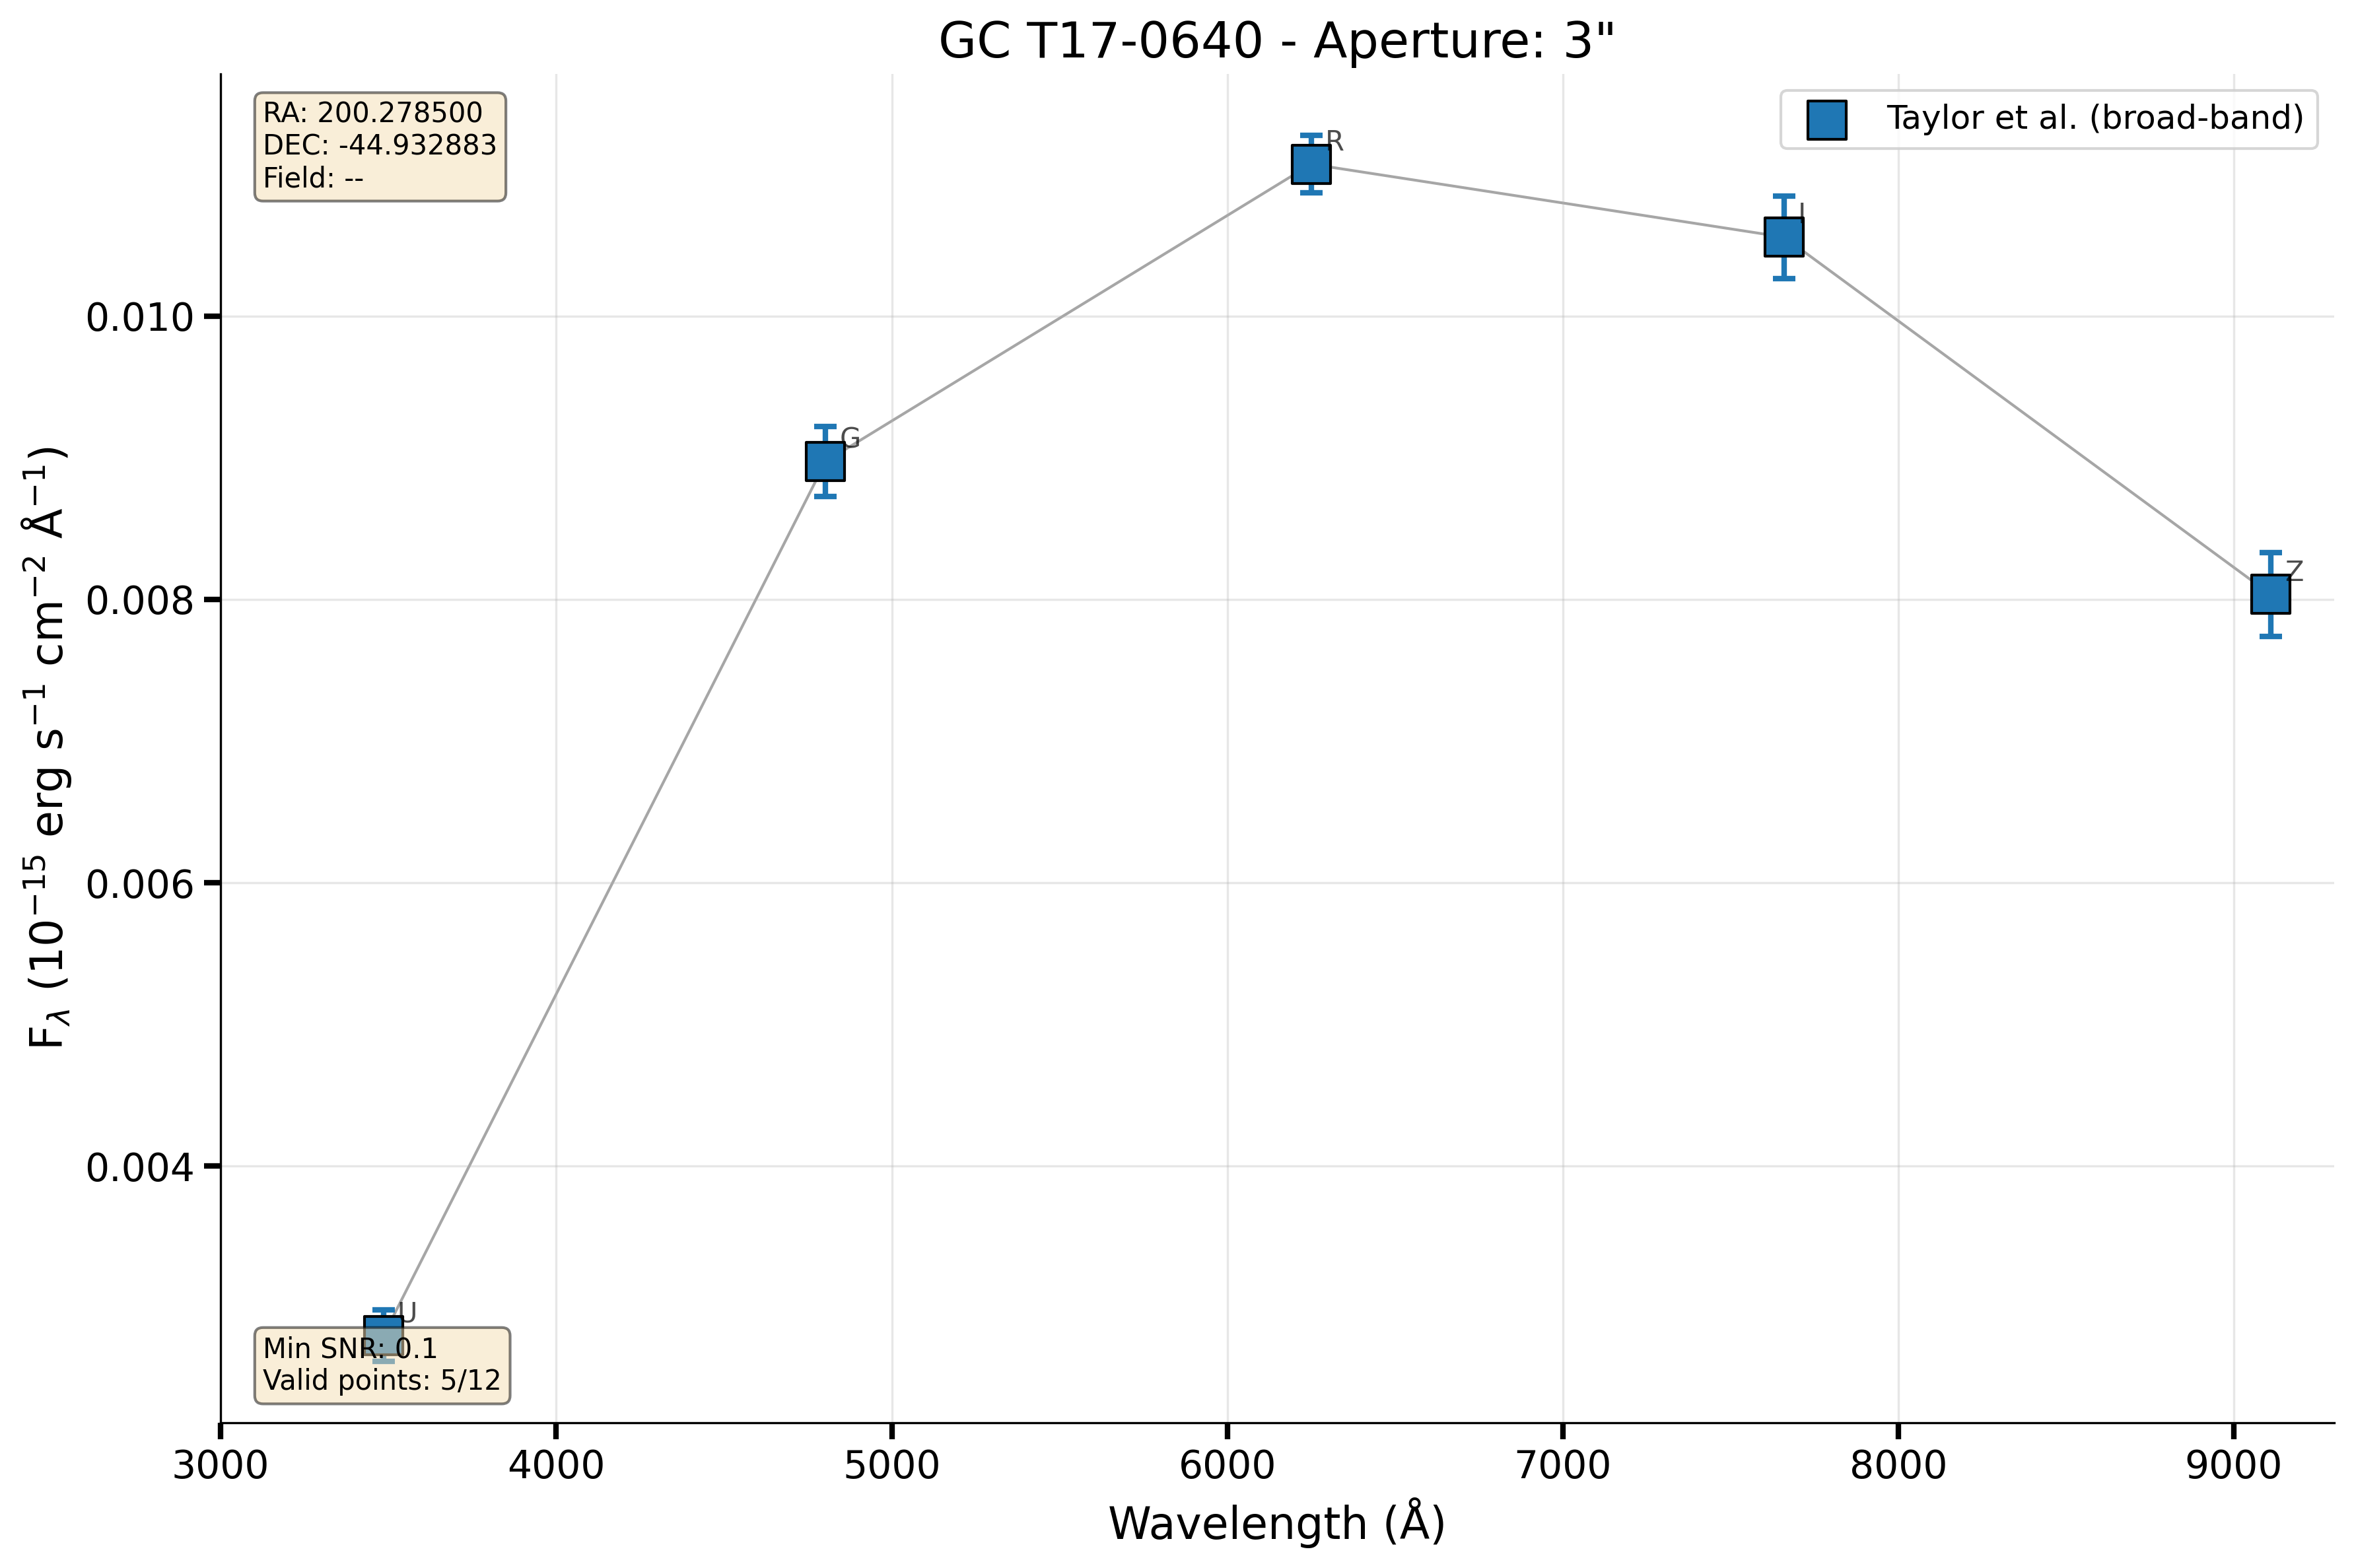 GC T17-0640 - Aperture: 3"
RA: 200.278500
DEC: -44.932883
Field: --
Taylor et al. (broad-band)
R
I
G
Z
U
0.010
0.008
0.006
0.004
F_λ (10⁻¹⁵ erg s⁻¹ cm⁻² Å⁻¹)
Min SNR: 0.1
Valid points: 5/12
3000 4000 5000 6000 7000 8000 9000
Wavelength (Å)